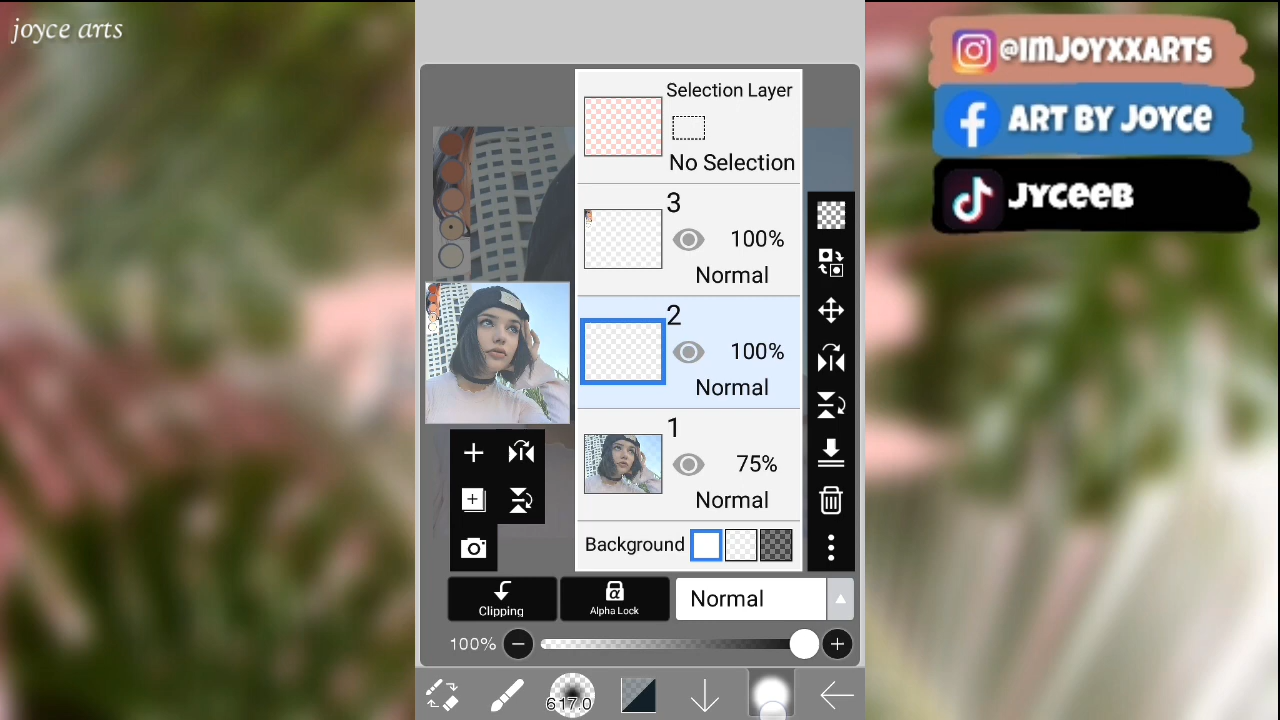 joyce arts
@IMJOYXXARTS
ART BY JOYCE
JYCEEB
Selection Layer
No Selection
3
100%
Normal
2
100%
Normal
1
75%
Normal
Background
Clipping
α
Alpha Lock
Normal
100%
617.0